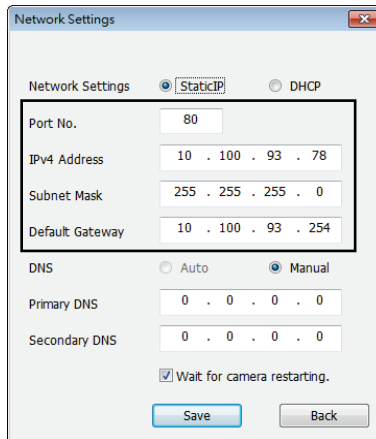 Network Settings
Network Settings StaticIP DHCP
Port No. 80
IPv4 Address 10 . 100 . 93 . 78
Subnet Mask 255 . 255 . 255 . 0
Default Gateway 10 . 100 . 93 . 254
DNS Auto Manual
Primary DNS 0 . 0 . 0 . 0
Secondary DNS 0 . 0 . 0 . 0
Wait for camera restarting.
Save Back